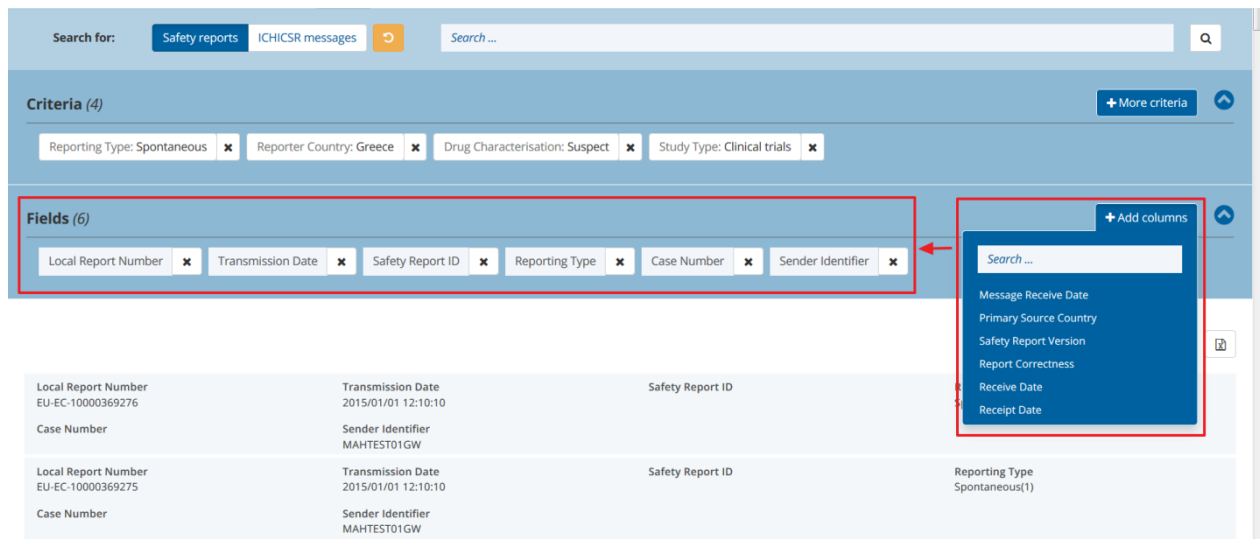 Search for: Safety reports ICHICSR messages Search ...
Criteria (4) More criteria
Reporting Type: Spontaneous Reporter Country: Greece Drug Characterisation: Suspect Study Type: Clinical trials
Fields (6) Add columns
Local Report Number Transmission Date Safety Report ID Reporting Type Case Number Sender Identifier
Search ...
Message Receive Date
Primary Source Country
Safety Report Version
Report Correctness
Receive Date
Receipt Date
Local Report Number Transmission Date Safety Report ID
EU-EC-10000369276 2015/01/01 12:10:10
Case Number Sender Identifier
MAHTEST01GW
Local Report Number Transmission Date Safety Report ID Reporting Type
EU-EC-10000369275 2015/01/01 12:10:10 Spontaneous(1)
Case Number Sender Identifier
MAHTEST01GW